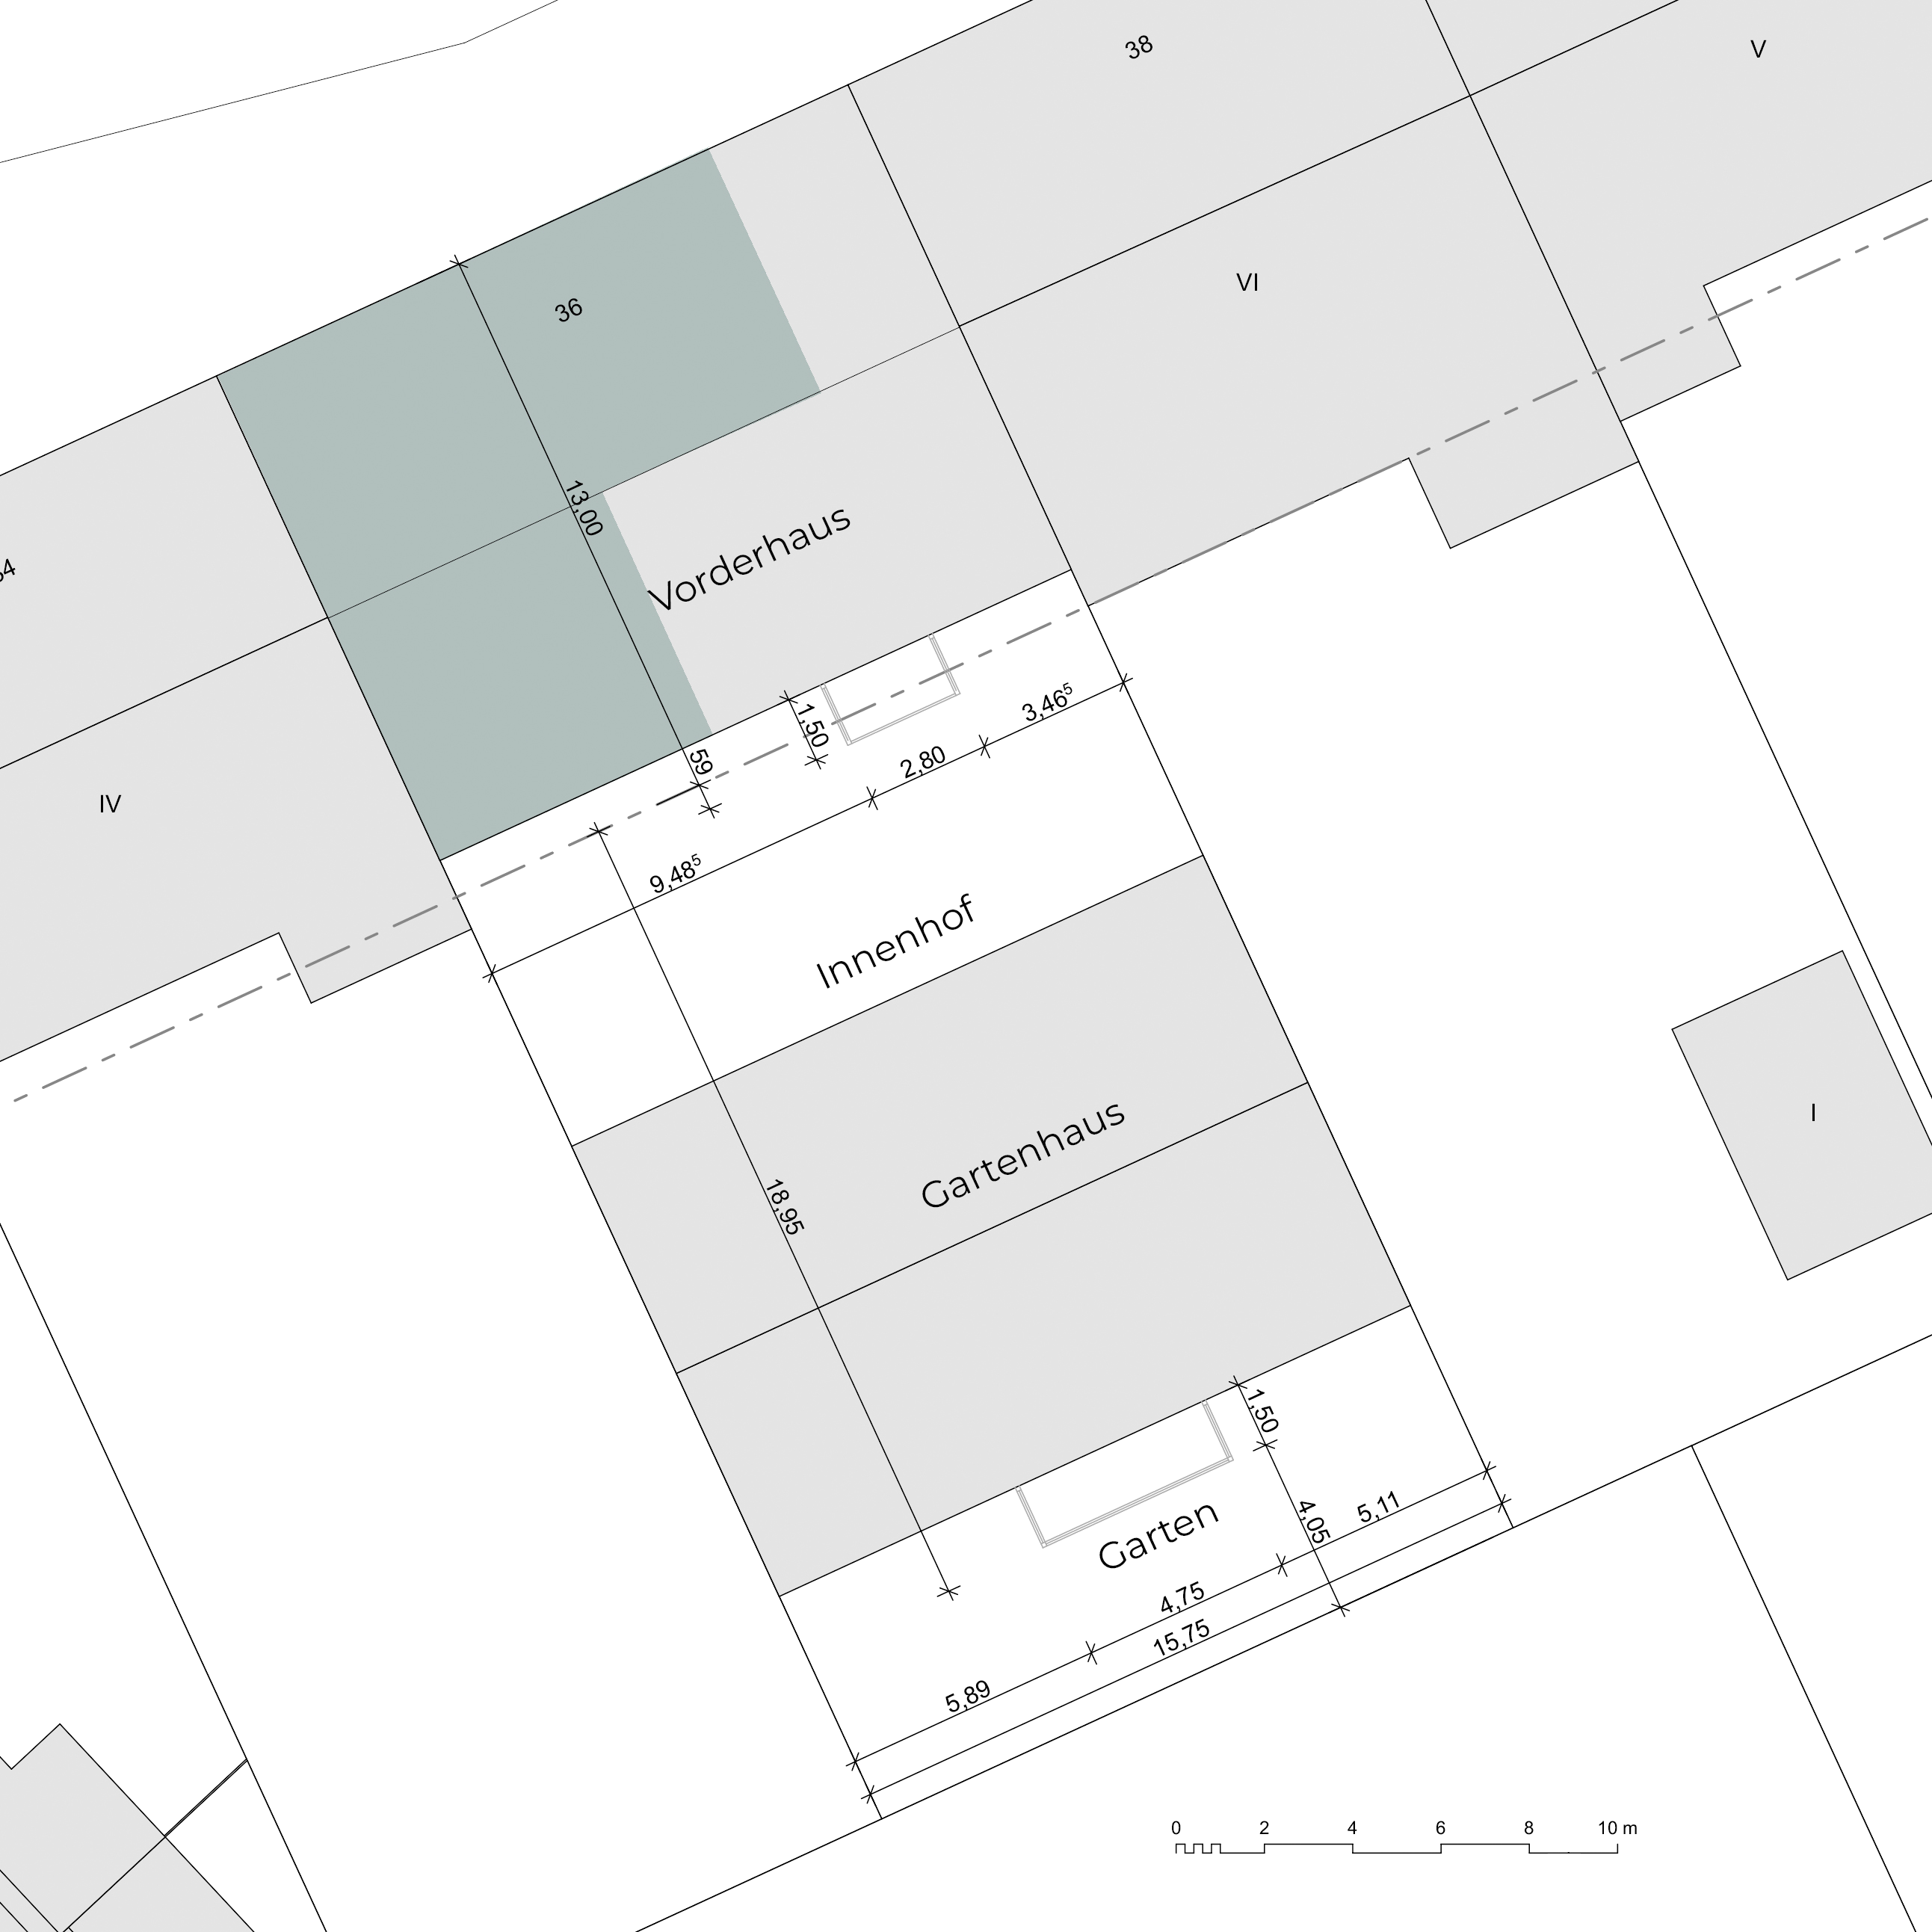 38
V
36
VI
34
13,00
Vorderhaus
59
1,50
3,46⁵
2,80
IV
9,48⁵
Innenhof
Gartenhaus
I
18,95
1,50
4,05
5,11
Garten
4,75
15,75
5,89
0 2 4 6 8 10 m